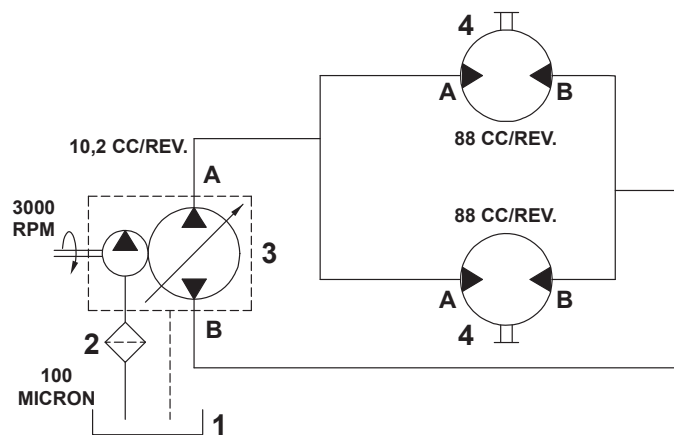 4
A
B
88 CC/REV.
10,2 CC/REV.
A
88 CC/REV.
3000
RPM
3
A
B
4
B
2
100
MICRON
1